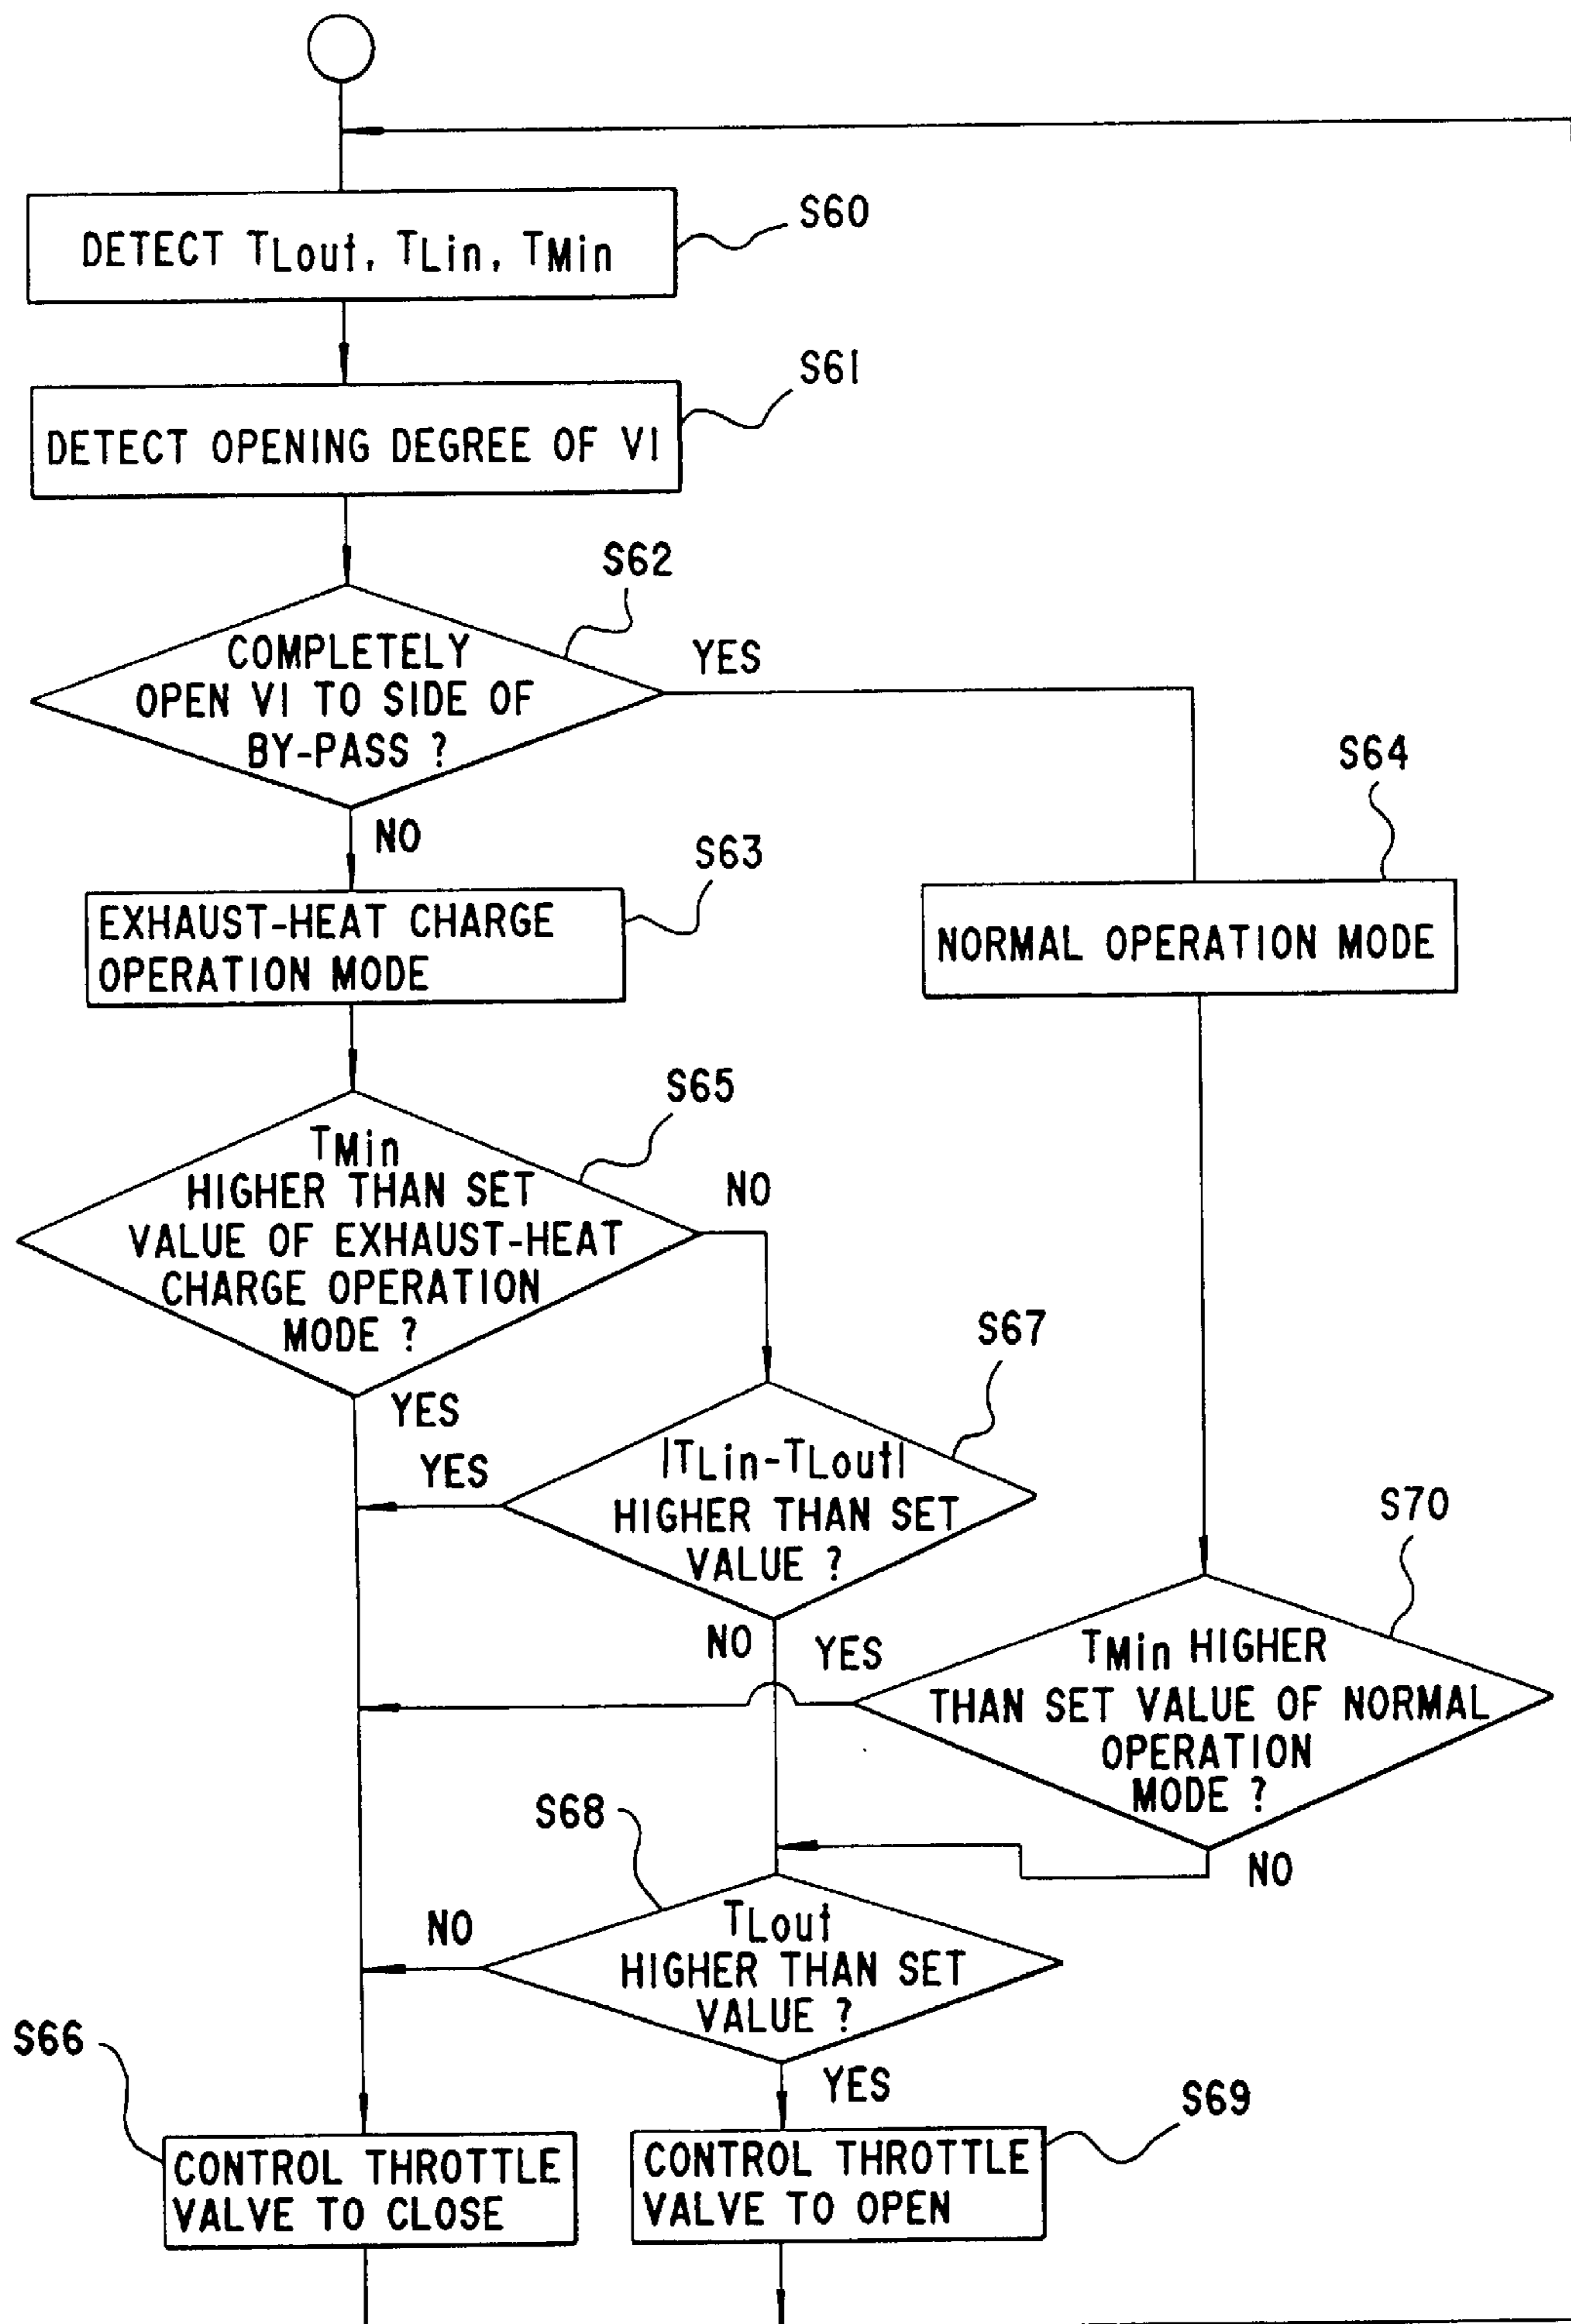 S60
DETECT TLout, TLin, TMin
S61
DETECT OPENING DEGREE OF V1
S62
COMPLETELY
OPEN V1 TO SIDE OF
BY-PASS ?
YES
NO
S63
EXHAUST-HEAT CHARGE
OPERATION MODE
S64
NORMAL OPERATION MODE
S65
TMin
HIGHER THAN SET
VALUE OF EXHAUST-HEAT
CHARGE OPERATION
MODE ?
NO
YES
S67
|TLin-TLout|
HIGHER THAN SET
VALUE ?
YES
NO
S70
TMin HIGHER
THAN SET VALUE OF NORMAL
OPERATION
MODE ?
YES
NO
S68
TLout
HIGHER THAN SET
VALUE ?
NO
YES
S66
CONTROL THROTTLE
VALVE TO CLOSE
S69
CONTROL THROTTLE
VALVE TO OPEN